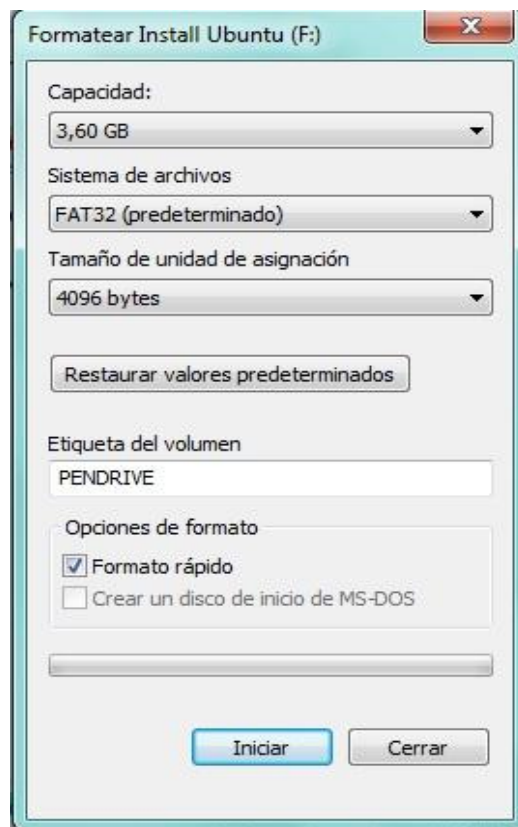 Formatear Install Ubuntu (F:)
Capacidad:
3,60 GB
Sistema de archivos
FAT32 (predeterminado)
Tamaño de unidad de asignación
4096 bytes
Restaurar valores predeterminados
Etiqueta del volumen
PENDRIVE
Opciones de formato
Formato rápido
Crear un disco de inicio de MS-DOS
Iniciar Cerrar